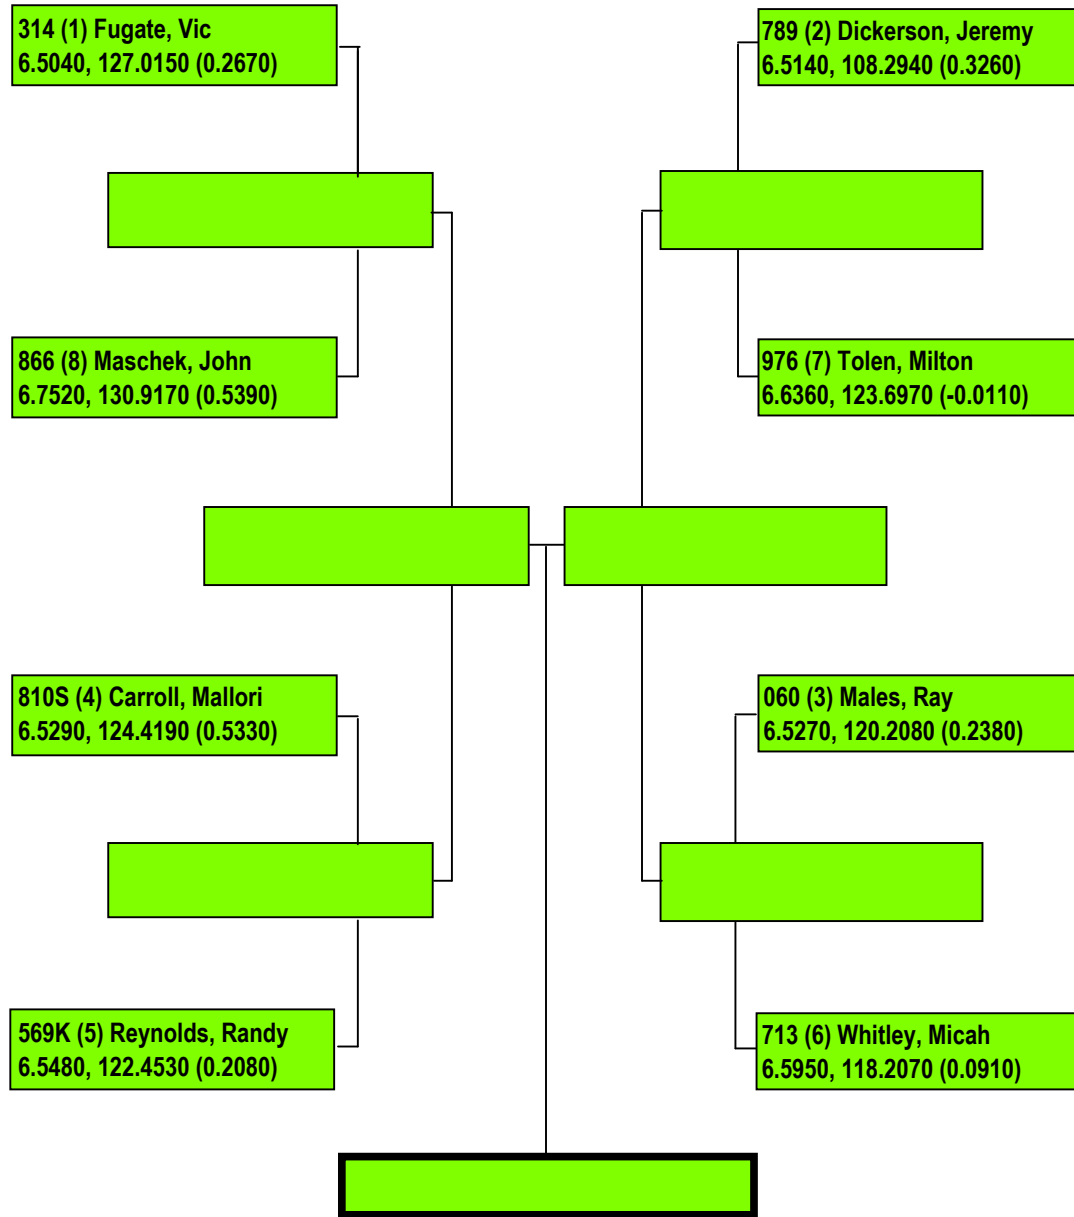 314 (1) Fugate, Vic
6.5040, 127.0150 (0.2670)
789 (2) Dickerson, Jeremy
6.5140, 108.2940 (0.3260)
866 (8) Maschek, John
6.7520, 130.9170 (0.5390)
976 (7) Tolen, Milton
6.6360, 123.6970 (-0.0110)
810S (4) Carroll, Mallori
6.5290, 124.4190 (0.5330)
060 (3) Males, Ray
6.5270, 120.2080 (0.2380)
569K (5) Reynolds, Randy
6.5480, 122.4530 (0.2080)
713 (6) Whitley, Micah
6.5950, 118.2070 (0.0910)